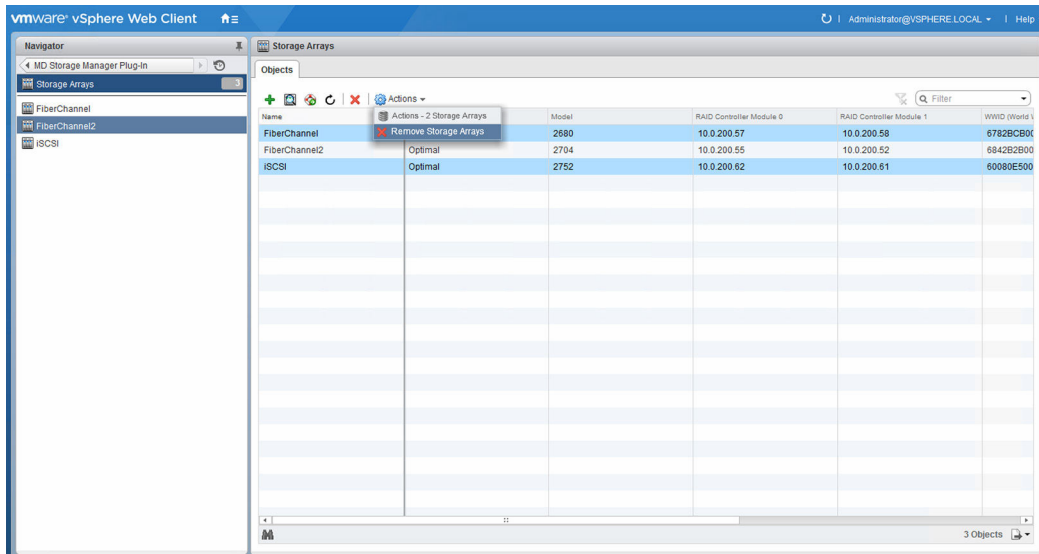 vmware® vSphere Web Client
Administrator@VSPHERE.LOCAL
Help
Navigator
MD Storage Manager Plug-In
Storage Arrays 3
FiberChannel
FiberChannel2
iSCSI
Storage Arrays
Objects
Actions
Filter
Actions - 2 Storage Arrays
Remove Storage Arrays
Name Model RAID Controller Module 0 RAID Controller Module 1 WWID (World
FiberChannel 2680 10.0.200.57 10.0.200.58 6782BCB0
FiberChannel2 Optimal 2704 10.0.200.55 10.0.200.52 6842B2B00
iSCSI Optimal 2752 10.0.200.62 10.0.200.61 60080E500
3 Objects